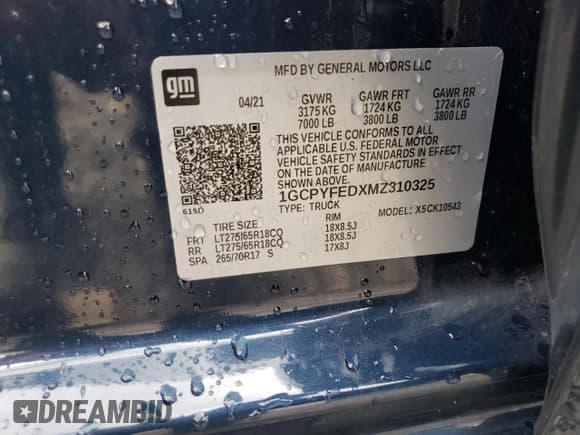 gm
MFD BY GENERAL MOTORS LLC
04/21 GVWR GAWR FRT GAWR RR
3175 KG 1724 KG 1724 KG
7000 LB 3800 LB 3800 LB
THIS VEHICLE CONFORMS TO ALL
APPLICABLE U.S. FEDERAL MOTOR
VEHICLE SAFETY STANDARDS IN EFFECT
ON THE DATE OF MANUFACTURE
SHOWN ABOVE.
1GCPYFEDXMZ310325
TYPE: TRUCK MODEL: X5CK10543
619D
TIRE SIZE RIM
FRT LT275/65R18CQ 18X8.5J
RR LT275/65R18CQ 18X8.5J
SPA 265/70R17 S 17X8J
DREAMBID